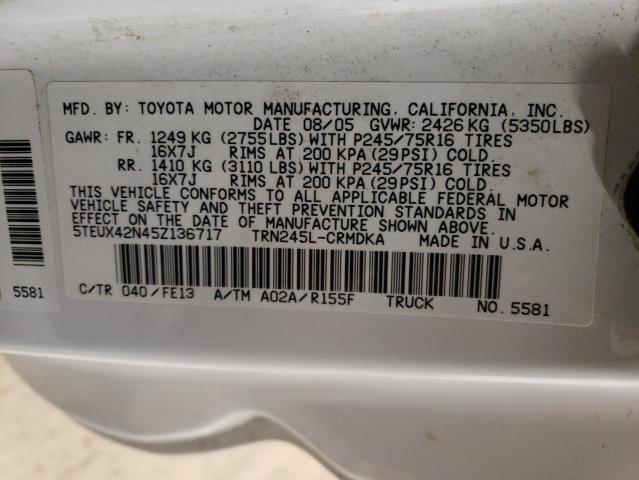 MFD. BY: TOYOTA MOTOR MANUFACTURING, CALIFORNIA, INC.
DATE 08/05 GVWR: 2426 KG (5350LBS)
GAWR: FR. 1249 KG (2755LBS) WITH P245/75R16 TIRES
16X7J RIMS AT 200 KPA (29 PSI) COLD.
RR. 1410 KG (3110 LBS) WITH P245/75R16 TIRES
16X7J RIMS AT 200 KPA (29 PSI) COLD.
THIS VEHICLE CONFORMS TO ALL APPLICABLE FEDERAL MOTOR
VEHICLE SAFETY AND THEFT PREVENTION STANDARDS IN
EFFECT ON THE DATE OF MANUFACTURE SHOWN ABOVE.
5TEUX42N45Z136717 TRN245L-CRMDKA MADE IN U.S.A.
C/TR 040/FE13 A/TM A02A/R155F TRUCK NO. 5581
5581